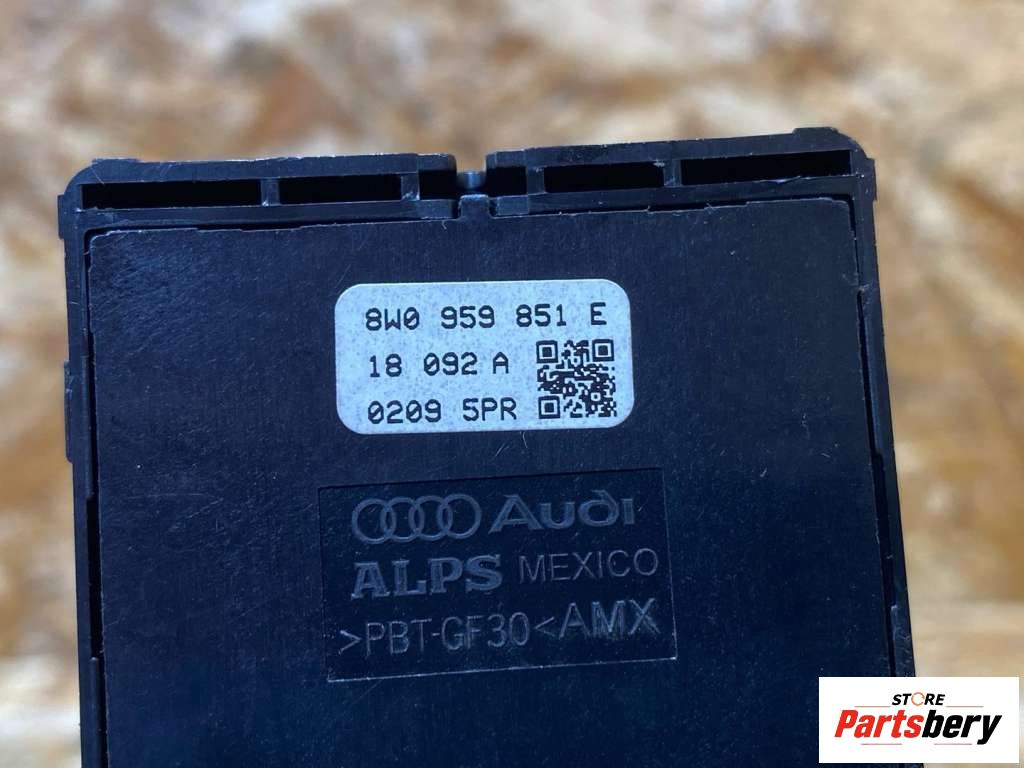 8W0 959 851 E
18 092 A
0209 5PR
Audi
ALPS MEXICO
>PBT-GF30< AMX
STORE
Partsbery